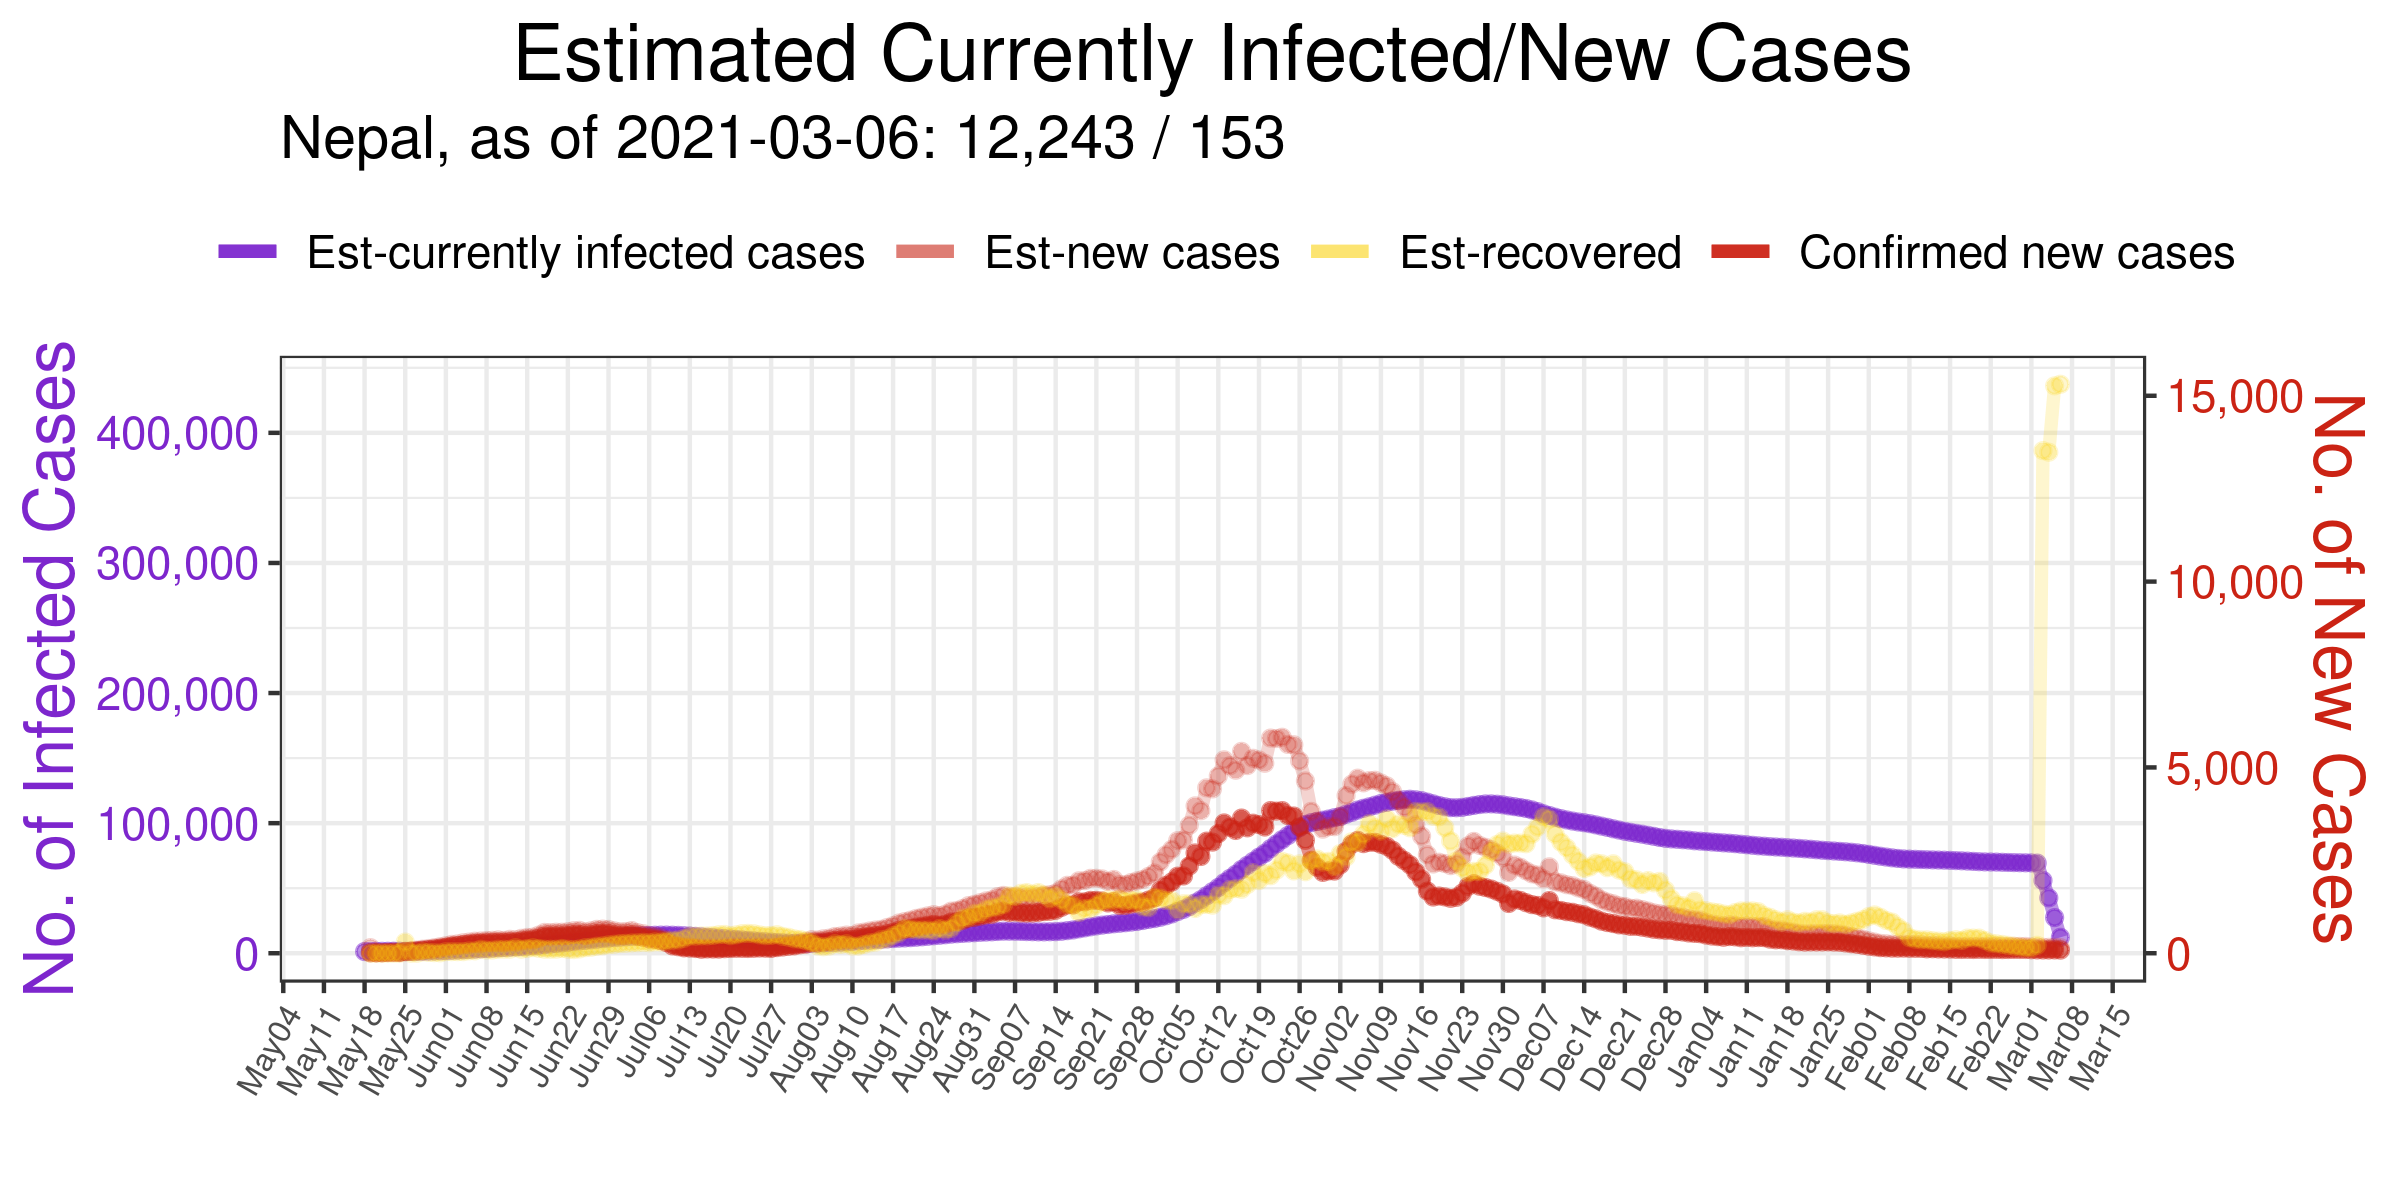 Estimated Currently Infected/New Cases
Nepal, as of 2021-03-06: 12,243 / 153
Est-currently infected cases Est-new cases Est-recovered Confirmed new cases
No. of Infected Cases
400,000
300,000
200,000
100,000
0
15,000
10,000
5,000
0
No. of New Cases
May04 May11 May18 May25 Jun01 Jun08 Jun15 Jun22 Jun29 Jul06 Jul13 Jul20 Jul27 Aug03 Aug10 Aug17 Aug24 Aug31 Sep07 Sep14 Sep21 Sep28 Oct05 Oct12 Oct19 Oct26 Nov02 Nov09 Nov16 Nov23 Nov30 Dec07 Dec14 Dec21 Dec28 Jan04 Jan11 Jan18 Jan25 Feb01 Feb08 Feb15 Feb22 Mar01 Mar08 Mar15